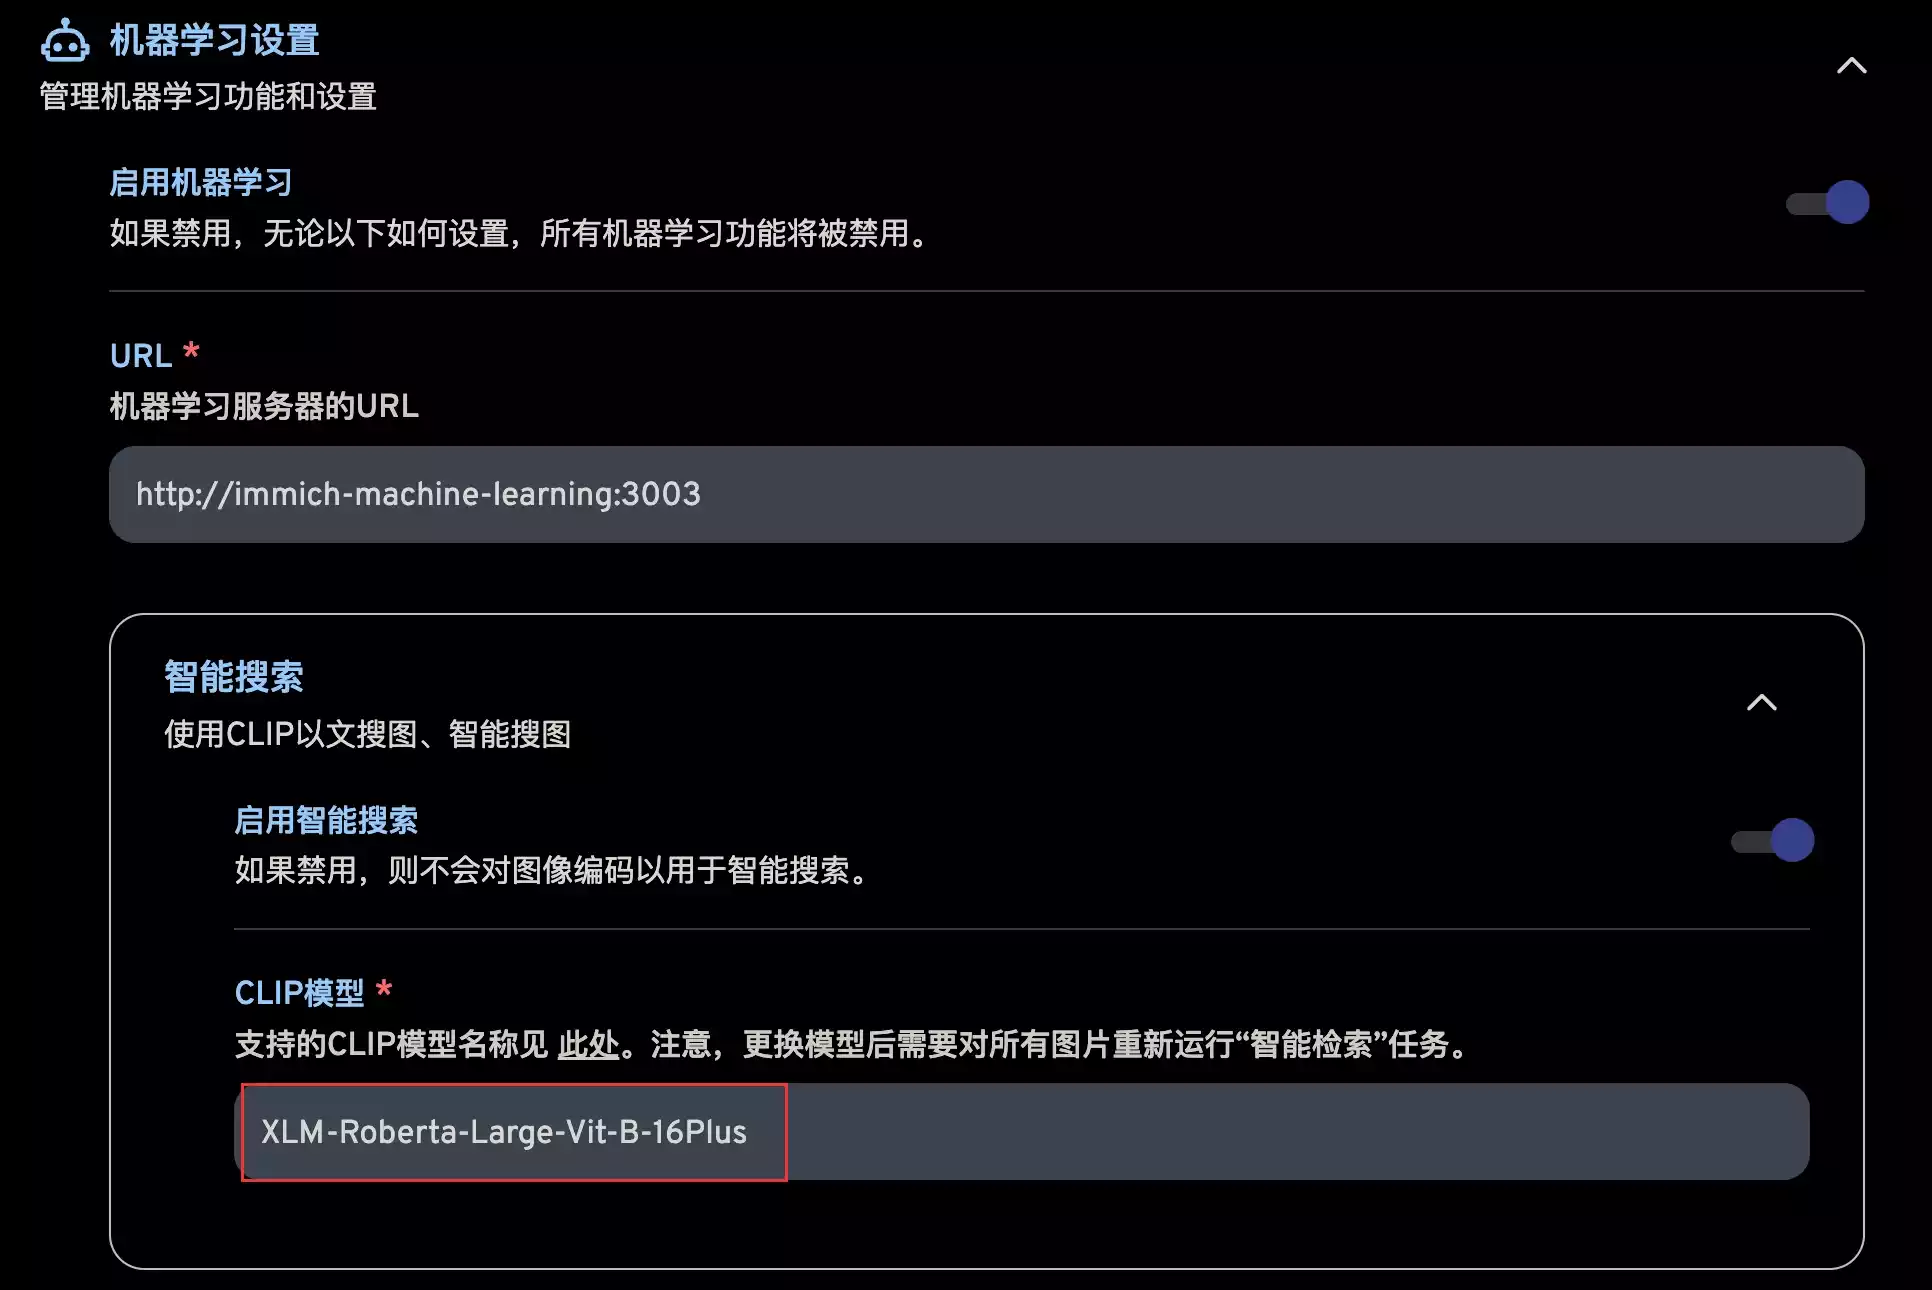 机器学习设置
管理机器学习功能和设置
启用机器学习
如果禁用，无论以下如何设置，所有机器学习功能将被禁用。
URL *
机器学习服务器的URL
http://immich-machine-learning:3003
智能搜索
使用CLIP以文搜图、智能搜图
启用智能搜索
如果禁用，则不会对图像编码以用于智能搜索。
CLIP模型 *
支持的CLIP模型名称见 此处。注意，更换模型后需要对所有图片重新运行“智能检索”任务。
XLM-Roberta-Large-Vit-B-16Plus